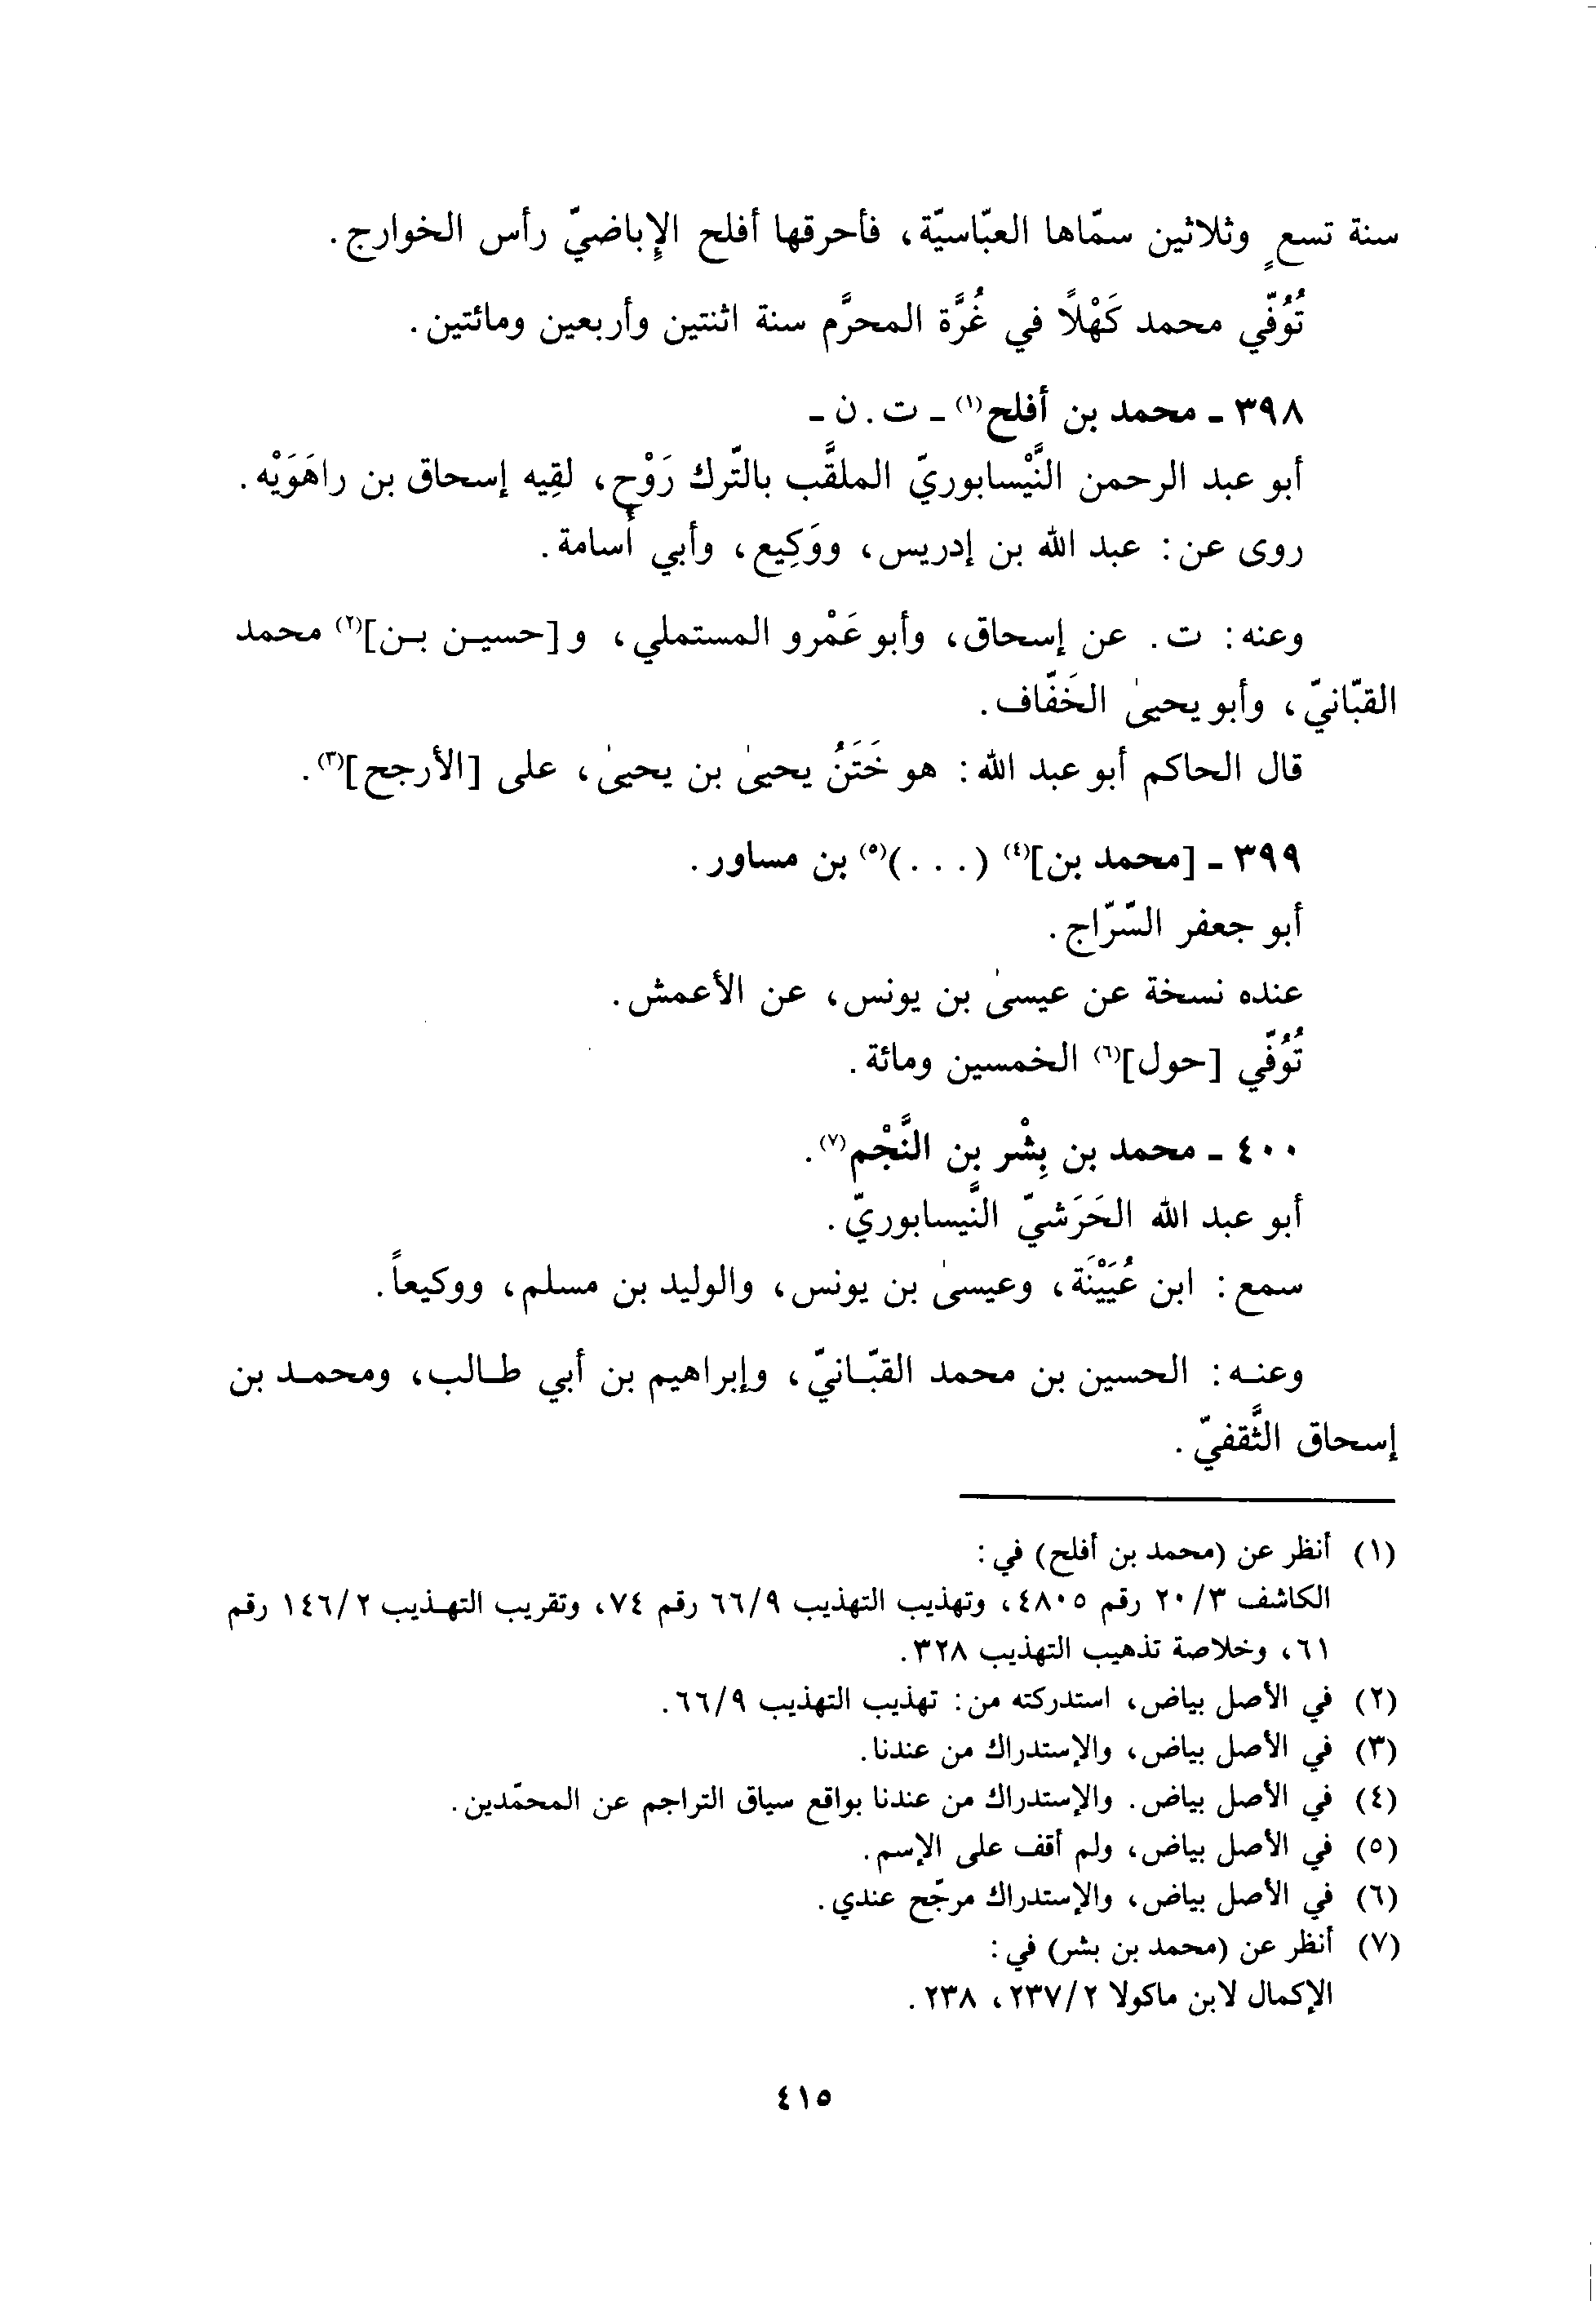 سنة تسعٍ وثلاثين سمّاها العبّاسيّة، فأحرقها أفلح الإباضيّ رأس الخوارج.
تُوُفّي محمد كَهْلًا في غُرَّة المحرَّم سنة اثنتين وأربعين ومائتين.
٣٩٨ ـ محمد بن أفلح(١) ـ ت. ن ـ
أبو عبد الرحمن النَّيْسابوريّ الملقَّب بالتّرك رَوْح، لقِيه إسحاق بن راهَوَيْه.
روى عن: عبد الله بن إدريس، ووَكِيع، وأبي أُسامة.
وعنه: ت. عن إسحاق، وأبو عَمْرو المستملي، و[حسين بن](٢) محمد
القبّانيّ، وأبو يحيىٰ الخَفّاف.
قال الحاكم أبو عبد الله: هو خَتَنُ يحيىٰ بن يحيىٰ، على [الأرجح](٣).
٣٩٩ ـ [محمد بن](٤) (...)(٥) بن مساور.
أبو جعفر السّرّاج.
عنده نسخة عن عيسىٰ بن يونس، عن الأعمش.
تُوُفّي [حول](٦) الخمسين ومائة.
٤٠٠ ـ محمد بن بِشْر بن النَّجْم(٧).
أبو عبد الله الحَرَشيّ النَّيسابوريّ.
سمع: ابن عُيَيْنَة، وعيسىٰ بن يونس، والوليد بن مسلم، ووكيعاً.
وعنه: الحسين بن محمد القبّانيّ، وإبراهيم بن أبي طالب، ومحمد بن
إسحاق الثَّقفيّ.
(١) أنظر عن (محمد بن أفلح) في:
الكاشف ٢٠/٣ رقم ٤٨٠٥، وتهذيب التهذيب ٦٦/٩ رقم ٧٤، وتقريب التهذيب ١٤٦/٢ رقم
٦١، وخلاصة تذهيب التهذيب ٣٢٨.
(٢) في الأصل بياض، استدركته من: تهذيب التهذيب ٦٦/٩.
(٣) في الأصل بياض، والإستدراك من عندنا.
(٤) في الأصل بياض. والإستدراك من عندنا بواقع سياق التراجم عن المحمّدين.
(٥) في الأصل بياض، ولم أقف على الإسم.
(٦) في الأصل بياض، والإستدراك مرجّح عندي.
(٧) أنظر عن (محمد بن بشر) في:
الإكمال لابن ماكولا ٢٣٧/٢، ٢٣٨.
٤١٥